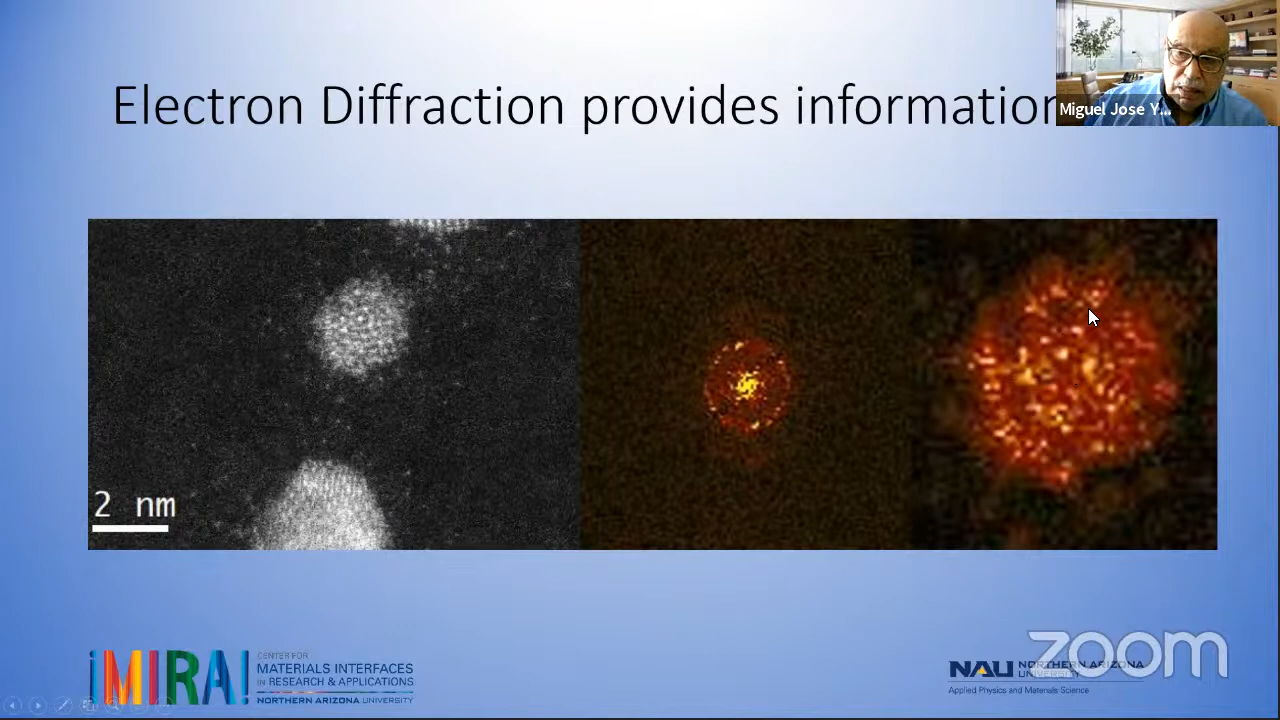 Electron Diffraction provides information
Miguel Jose Y...
2 nm
¡MIRA!
CENTER FOR
MATERIALS INTERFACES
IN RESEARCH & APPLICATIONS
NORTHERN ARIZONA UNIVERSITY
NAU NORTHERN ARIZONA
UNIVERSITY
Applied Physics and Materials Science
zoom